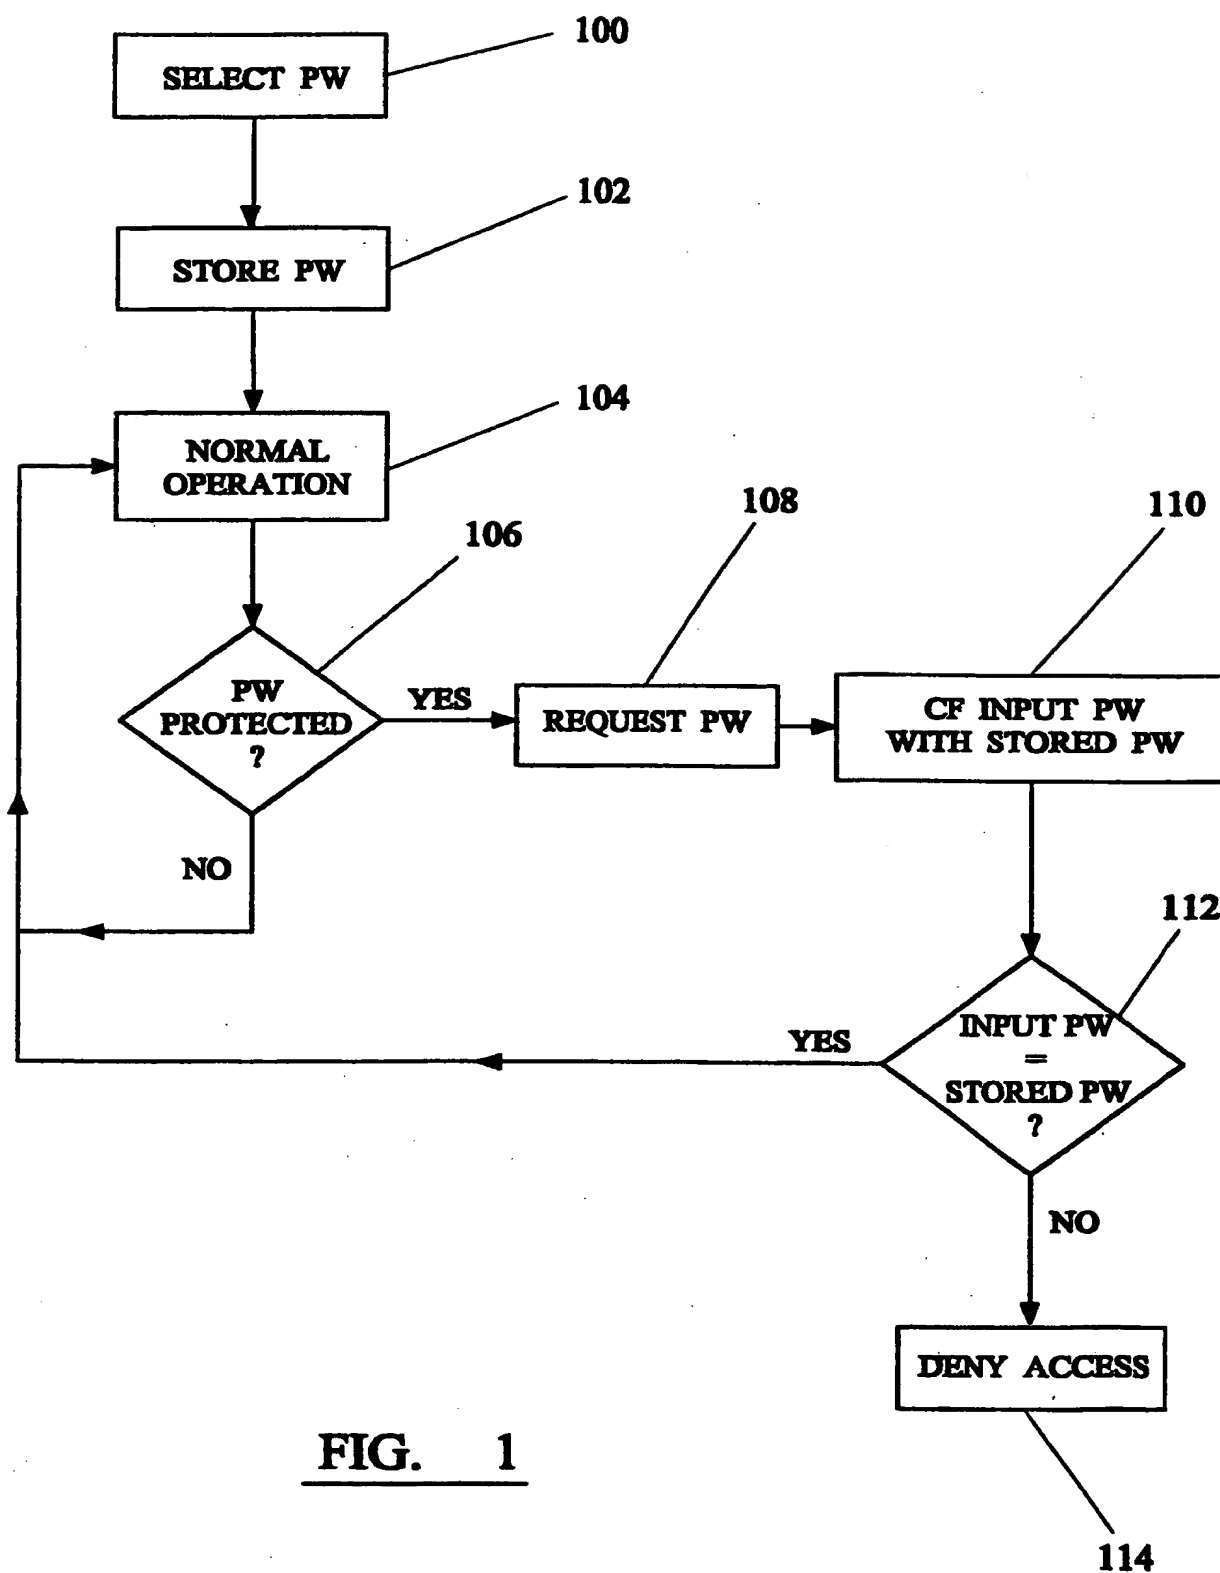 100
SELECT PW
102
STORE PW
104
NORMAL
OPERATION
106
108
110
PW
PROTECTED
?
YES
REQUEST PW
CF INPUT PW
WITH STORED PW
NO
112
INPUT PW
=
STORED PW
?
YES
NO
DENY ACCESS
FIG. 1
114